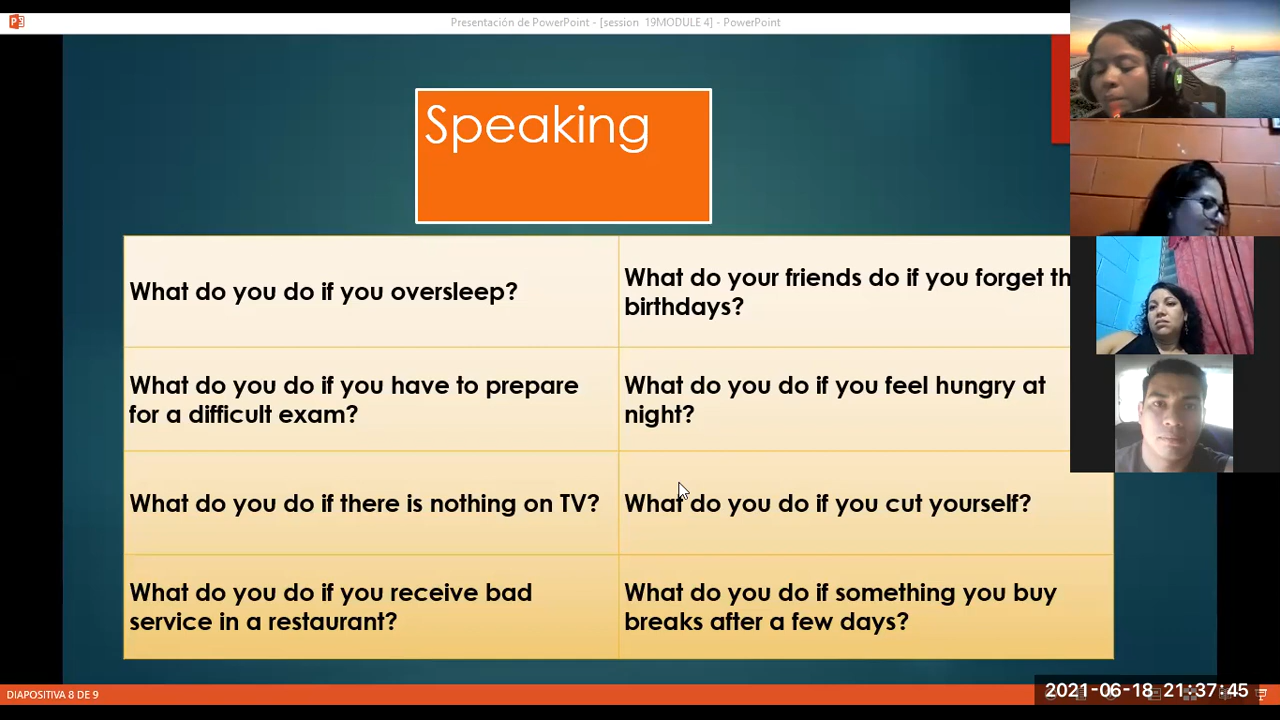 Presentación de PowerPoint - [session 19MODULE 4] - PowerPoint
Speaking
What do you do if you oversleep?
What do your friends do if you forget
birthdays?
What do you do if you have to prepare
for a difficult exam?
What do you do if you feel hungry at
night?
What do you do if there is nothing on TV?
What do you do if you cut yourself?
What do you do if you receive bad
service in a restaurant?
What do you do if something you buy
breaks after a few days?
DIAPOSITIVA 8 DE 9
2021-06-18 21:37:45